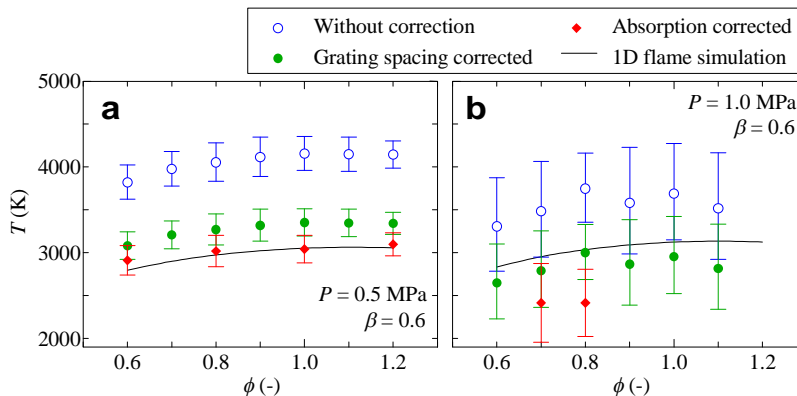 Without correction
Absorption corrected
Grating spacing corrected
1D flame simulation
a
b
P = 1.0 MPa
β = 0.6
P = 0.5 MPa
β = 0.6
T (K)
5000
4000
3000
2000
0.6 0.8 1.0 1.2
0.6 0.8 1.0 1.2
ϕ (-)
ϕ (-)